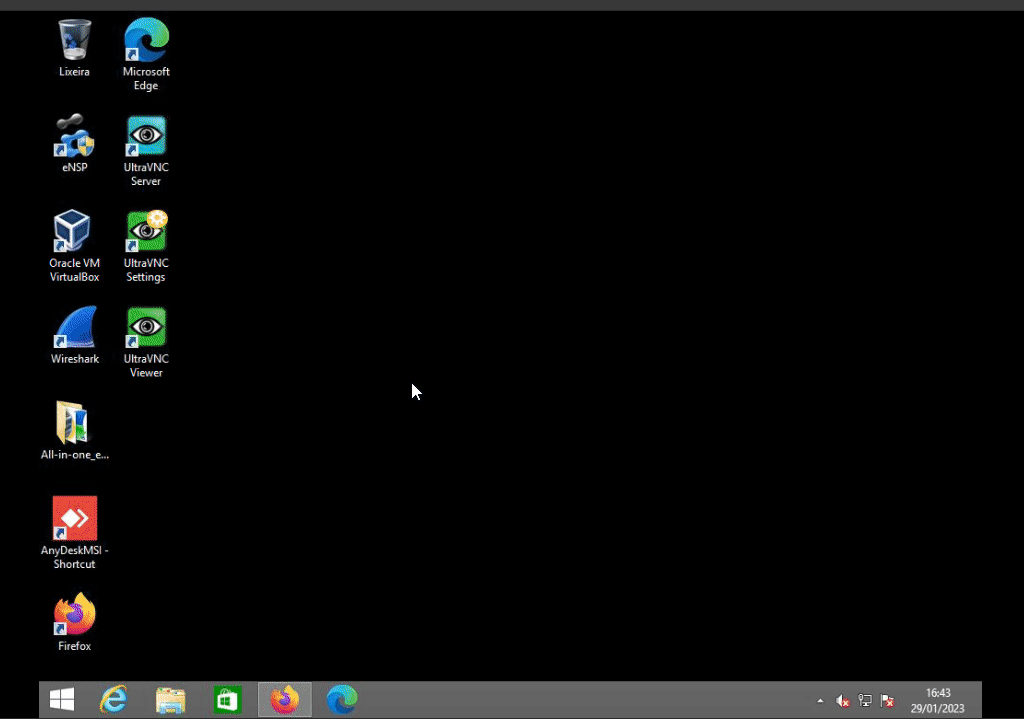 Lixeira
Microsoft
Edge
eNSP
UltraVNC
Server
Oracle VM
VirtualBox
UltraVNC
Settings
Wireshark
UltraVNC
Viewer
All-in-one_e...
AnyDeskMSI -
Shortcut
Firefox
16:43
29/01/2023